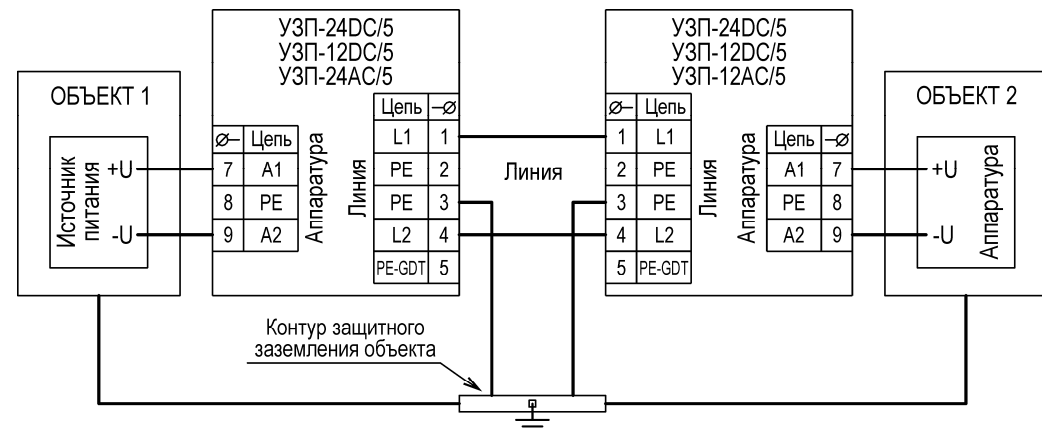 УЗП-24DC/5
УЗП-12DC/5
УЗП-24AC/5
УЗП-24DC/5
УЗП-12DC/5
УЗП-12AC/5
ОБЪЕКТ 1
Источник
питания
+U
-U
Цепь
7 A1
8 PE
9 A2
Аппаратура
Линия
Цепь
L1 1
PE 2
PE 3
L2 4
PE-GDT 5
Линия
Цепь
1 L1
2 PE
3 PE
4 L2
5 PE-GDT
Линия
Аппаратура
Цепь
A1 7
PE 8
A2 9
ОБЪЕКТ 2
+U
-U
Аппаратура
Контур защитного
заземления объекта